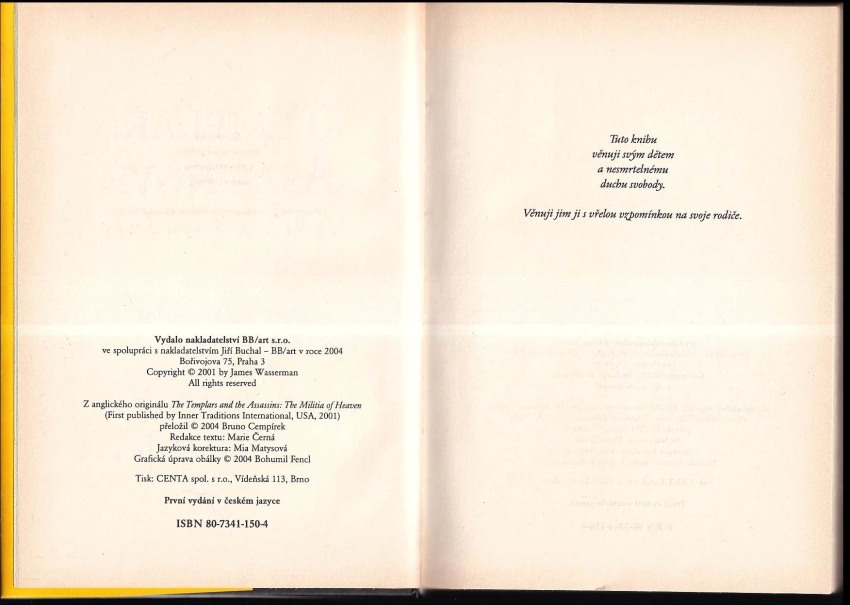 Vydalo nakladatelství BB/art s.r.o.
ve spolupráci s nakladatelstvím Jiří Buchal – BB/art v roce 2004
Bořivojova 75, Praha 3
Copyright © 2001 by James Wasserman
All rights reserved
Z anglického originálu The Templars and the Assassins: The Militia of Heaven
(First published by Inner Traditions International, USA, 2001)
přeložil © 2004 Bruno Cempírek
Redakce textu: Marie Černá
Jazyková korektura: Mia Matysová
Grafická úprava obálky © 2004 Bohumil Fencl
Tisk: CENTA spol. s r.o., Vídeňská 113, Brno
První vydání v českém jazyce
ISBN 80-7341-150-4
Tuto knihu
věnuji svým dětem
a nesmrtelnému
duchu svobody.
Věnuji jim ji s vřelou vzpomínkou na svoje rodiče.